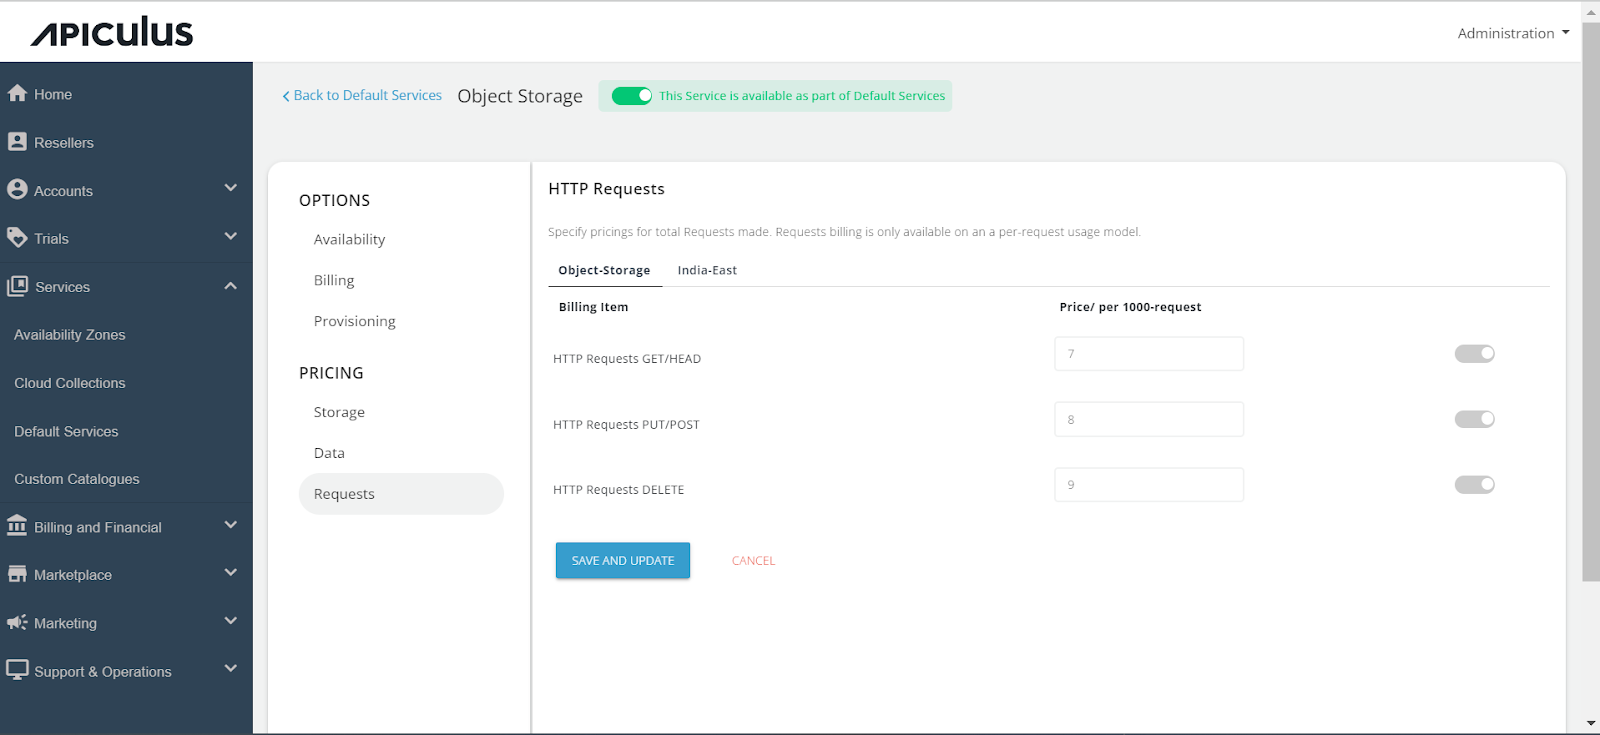 APICULUS
Administration
Home
Resellers
Accounts
Trials
Services
Availability Zones
Cloud Collections
Default Services
Custom Catalogues
Billing and Financial
Marketplace
Marketing
Support & Operations
Back to Default Services
Object Storage
This Service is available as part of Default Services
OPTIONS
Availability
Billing
Provisioning
PRICING
Storage
Data
Requests
HTTP Requests
Specify pricings for total Requests made. Requests billing is only available on an a per-request usage model.
Object-Storage India-East
Billing Item Price/ per 1000-request
HTTP Requests GET/HEAD 7
HTTP Requests PUT/POST 8
HTTP Requests DELETE 9
SAVE AND UPDATE CANCEL